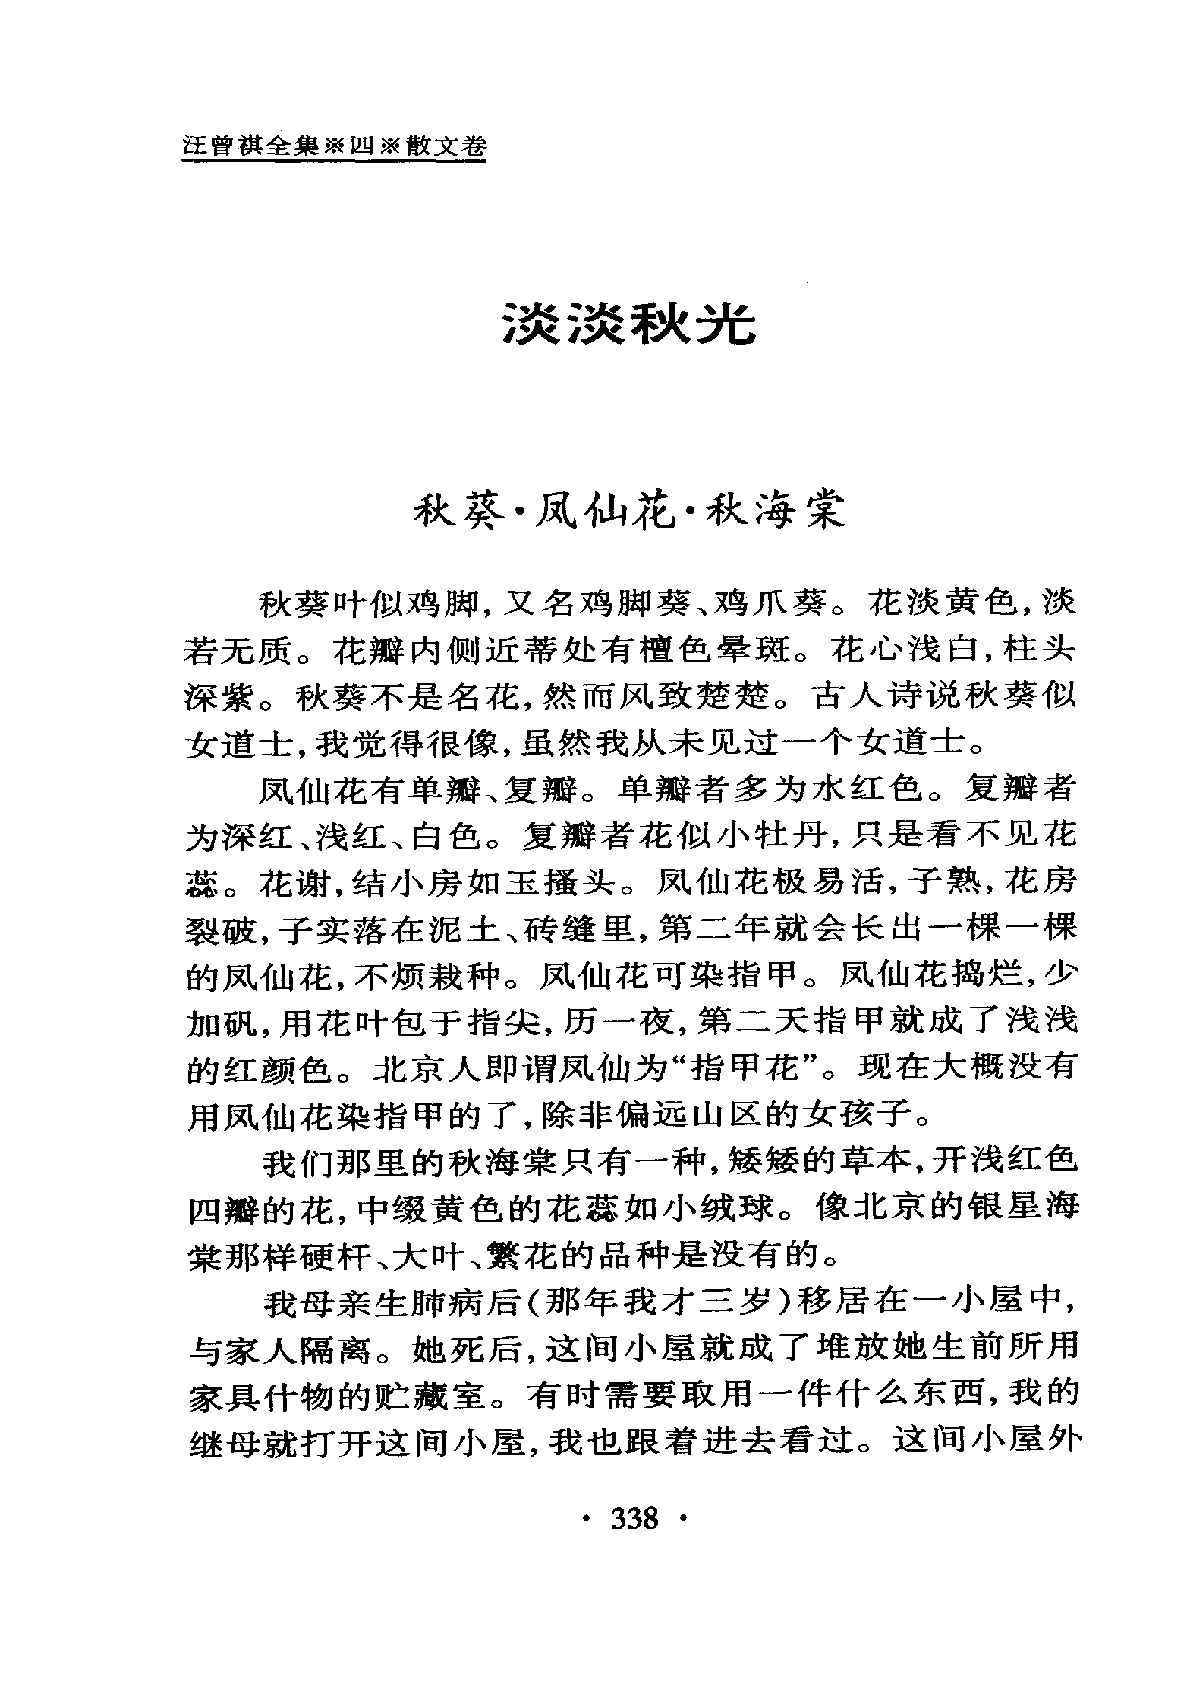 汪曾祺全集※四※散文卷
淡淡秋光
秋葵·凤仙花·秋海棠
秋葵叶似鸡脚,又名鸡脚葵、鸡爪葵。花淡黄色,淡
若无质。花瓣内侧近蒂处有檀色晕斑。花心浅白,柱头
深紫。秋葵不是名花,然而风致楚楚。古人诗说秋葵似
女道士,我觉得很像,虽然我从未见过一个女道士。
凤仙花有单瓣、复瓣。单瓣者多为水红色。复瓣者
为深红、浅红、白色。复瓣者花似小牡丹,只是看不见花
蕊。花谢,结小房如玉搔头。凤仙花极易活,子熟,花房
裂破,子实落在泥土、砖缝里,第二年就会长出一棵一棵
的凤仙花,不烦栽种。凤仙花可染指甲。凤仙花捣烂,少
加矾,用花叶包于指尖,历一夜,第二天指甲就成了浅浅
的红颜色。北京人即谓凤仙为“指甲花”。现在大概没有
用凤仙花染指甲的了,除非偏远山区的女孩子。
我们那里的秋海棠只有一种,矮矮的草本,开浅红色
四瓣的花,中缀黄色的花蕊如小绒球。像北京的银星海
棠那样硬杆、大叶、繁花的品种是没有的。
我母亲生肺病后(那年我才三岁)移居在一小屋中,
与家人隔离。她死后,这间小屋就成了堆放她生前所用
家具什物的贮藏室。有时需要取用一件什么东西,我的
继母就打开这间小屋,我也跟着进去看过。这间小屋外
· 338 ·